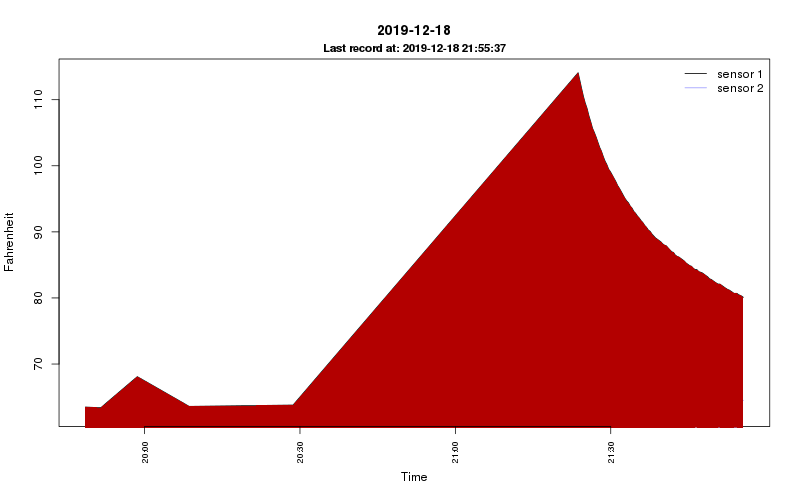 2019-12-18
Last record at: 2019-12-18 21:55:37
sensor 1
sensor 2
110
100
90
80
70
Fahrenheit
20:00
20:30
21:00
21:30
Time